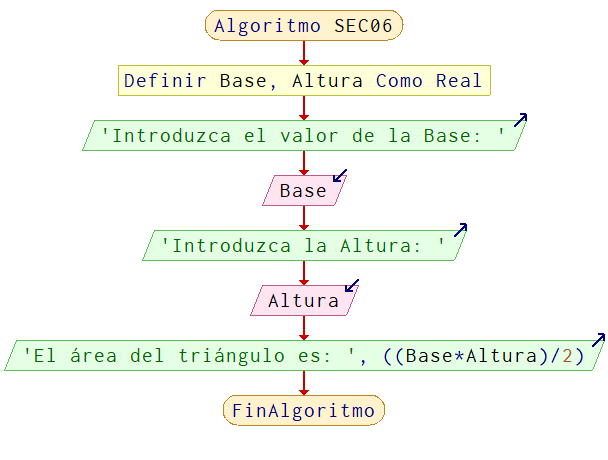 Algoritmo SEC06
Definir Base, Altura Como Real
'Introduzca el valor de la Base: '
Base
'Introduzca la Altura: '
Altura
'El área del triángulo es: ', ((Base*Altura)/2)
FinAlgoritmo